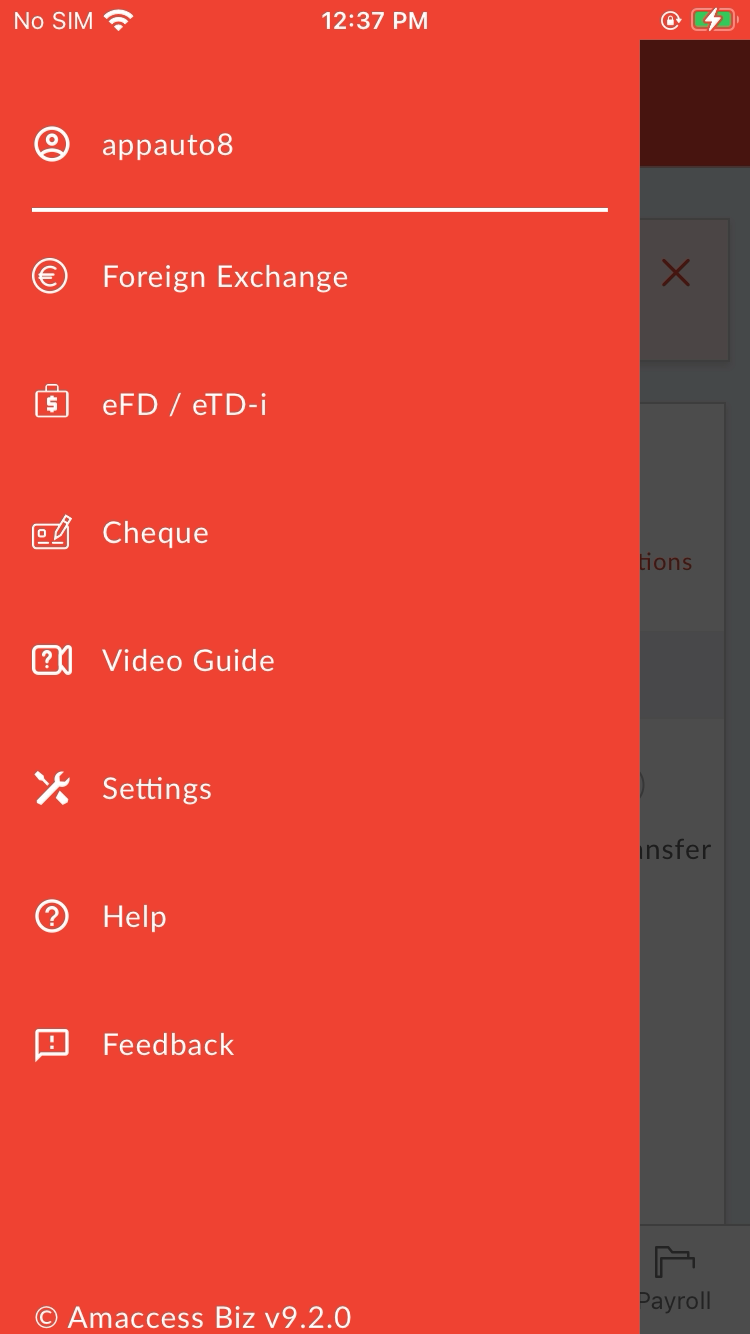 No SIM 12:37 PM
appauto8
Foreign Exchange
eFD / eTD-i
Cheque
tions
Video Guide
Settings
ansfer
Help
Feedback
Payroll
© Amaccess Biz v9.2.0